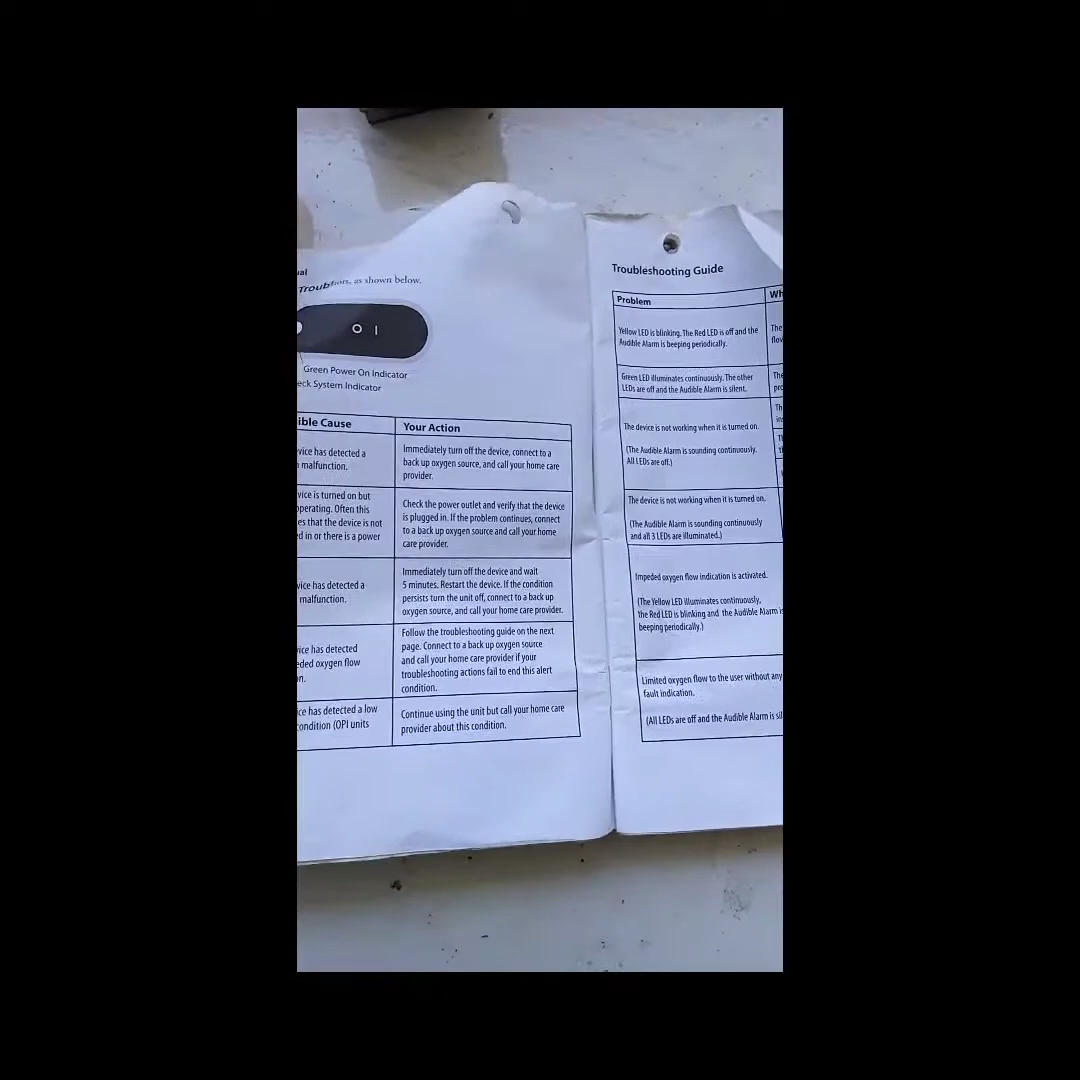 ual
Troub
tors, as shown below.
O I
Green Power On Indicator
eck System Indicator
ible Cause
Your Action
vice has detected a
malfunction.
Immediately turn off the device, connect to a
back up oxygen source, and call your home care
provider.
vice is turned on but
perating. Often this
es that the device is not
ed in or there is a power
Check the power outlet and verify that the device
is plugged in. If the problem continues, connect
to a back up oxygen source and call your home
care provider.
vice has detected a
malfunction.
Immediately turn off the device and wait
5 minutes. Restart the device. If the condition
persists turn the unit off, connect to a back up
oxygen source, and call your home care provider.
ice has detected
eded oxygen flow
on.
Follow the troubleshooting guide on the next
page. Connect to a back up oxygen source
and call your home care provider if your
troubleshooting actions fail to end this alert
condition.
ice has detected a low
condition (OPI units
Continue using the unit but call your home care
provider about this condition.
Troubleshooting Guide
Problem
Wh
Yellow LED is blinking. The Red LED is off and the
Audible Alarm is beeping periodically.
The
flow
Green LED illuminates continuously. The other
LEDs are off and the Audible Alarm is silent.
The
pro
The device is not working when it is turned on.
(The Audible Alarm is sounding continuously.
All LEDs are off.)
Th
ins
The device is not working when it is turned on.
(The Audible Alarm is sounding continuously
and all 3 LEDs are illuminated.)
Impeded oxygen flow indication is activated.
(The Yellow LED illuminates continuously,
the Red LED is blinking and the Audible Alarm is
beeping periodically.)
Limited oxygen flow to the user without any
fault indication.
(All LEDs are off and the Audible Alarm is sil